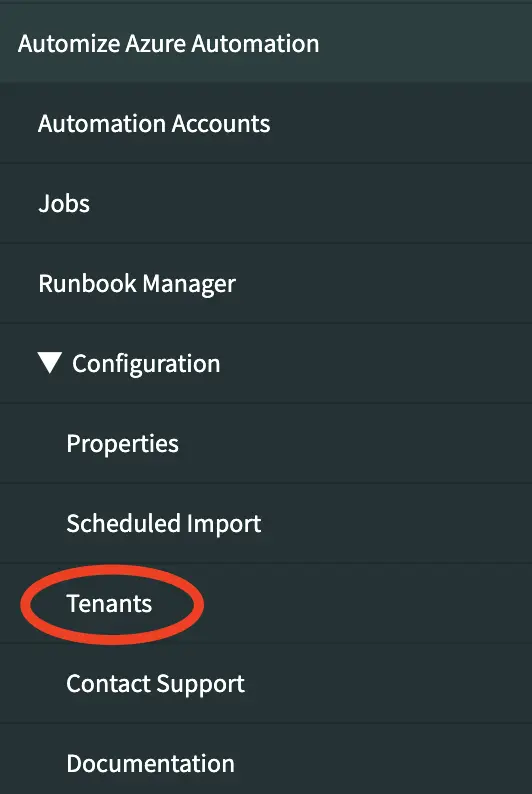 Automize Azure Automation
Automation Accounts
Jobs
Runbook Manager
Configuration
Properties
Scheduled Import
Tenants
Contact Support
Documentation